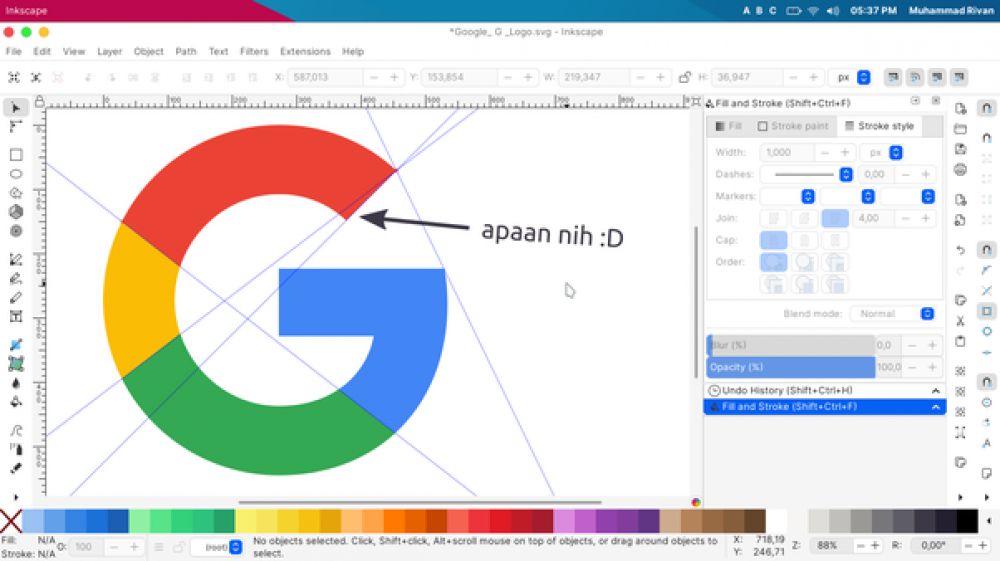 Inkscape
A B C 05:37 PM Muhammad Rivan
*Google_ G _Logo.svg - Inkscape
File Edit View Layer Object Path Text Filters Extensions Help
X: 587,013 Y: 153,854 W: 219,347 H: 36,947 px
Fill and Stroke (Shift+Ctrl+F)
Fill Stroke paint Stroke style
Width: 1,000 px
Dashes: 0,00
Markers:
Join: 4,00
Cap:
Order:
apaan nih :D
Blend mode: Normal
Blur (%) 0,0
Opacity (%) 100,0
Undo History (Shift+Ctrl+H)
Fill and Stroke (Shift+Ctrl+F)
Fill: N/A
Stroke: N/A
O: 100
(root)
No objects selected. Click, Shift+click, Alt+scroll mouse on top of objects, or drag around objects to
select.
X: 718,19
Y: 246,71
Z: 88%
R: 0,00°